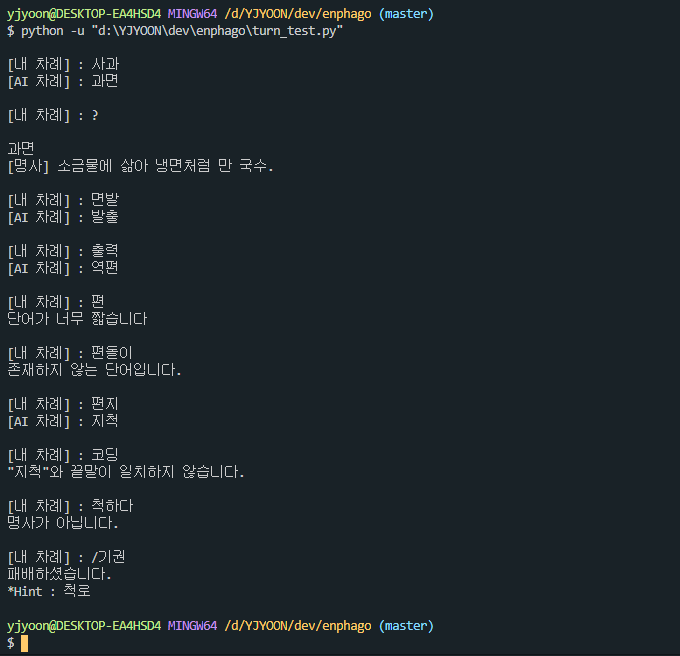 yjyoon@DESKTOP-EA4HSD4 MINGW64 /d/YJYOON/dev/enphago (master)
$ python -u "d:\YJYOON\dev\enphago\turn_test.py"
[내 차례] : 사과
[AI 차례] : 과면
[내 차례] : ?
과면
[명사] 소금물에 삶아 냉면처럼 만 국수.
[내 차례] : 면발
[AI 차례] : 발출
[내 차례] : 출력
[AI 차례] : 역편
[내 차례] : 편
단어가 너무 짧습니다
[내 차례] : 편돌이
존재하지 않는 단어입니다.
[내 차례] : 편지
[AI 차례] : 지척
[내 차례] : 코딩
"지척"와 끝말이 일치하지 않습니다.
[내 차례] : 척하다
명사가 아닙니다.
[내 차례] : /기권
패배하셨습니다.
*Hint : 척로
yjyoon@DESKTOP-EA4HSD4 MINGW64 /d/YJYOON/dev/enphago (master)
$